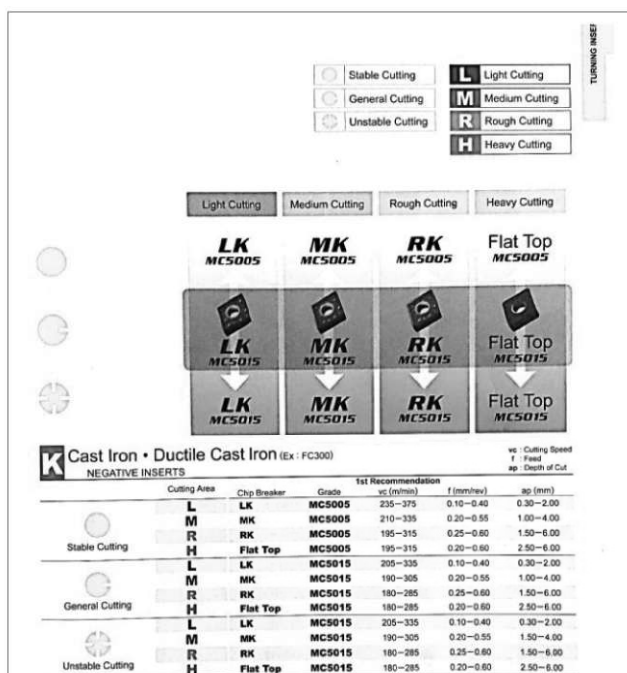 TURNING INSE
Stable Cutting L Light Cutting
General Cutting M Medium Cutting
Unstable Cutting R Rough Cutting
H Heavy Cutting
Light Cutting Medium Cutting Rough Cutting Heavy Cutting
LK MK RK Flat Top
MC5005 MC5005 MC5005 MC5005
LK MK RK Flat Top
MC5015 MC5015 MC5015 MC5015
LK MK RK Flat Top
MC5015 MC5015 MC5015 MC5015
K Cast Iron • Ductile Cast Iron (Ex : FC300)
NEGATIVE INSERTS
vc : Cutting Speed
f : Feed
ap : Depth of Cut
1st Recommendation
Cutting Area Chip Breaker Grade vc (m/min) f (mm/rev) ap (mm)
L LK MC5005 235–375 0.10–0.40 0.30–2.00
M MK MC5005 210–335 0.20–0.55 1.00–4.00
R RK MC5005 195–315 0.25–0.60 1.50–6.00
Stable Cutting H Flat Top MC5005 195–315 0.20–0.60 2.50–6.00
L LK MC5015 205–335 0.10–0.40 0.30–2.00
M MK MC5015 190–305 0.20–0.55 1.00–4.00
R RK MC5015 180–285 0.25–0.60 1.50–6.00
General Cutting H Flat Top MC5015 180–285 0.20–0.60 2.50–6.00
L LK MC5015 205–335 0.10–0.40 0.30–2.00
M MK MC5015 190–305 0.20–0.55 1.50–4.00
R RK MC5015 180–285 0.25–0.60 1.50–6.00
Unstable Cutting H Flat Top MC5015 180–285 0.20–0.60 2.50–6.00